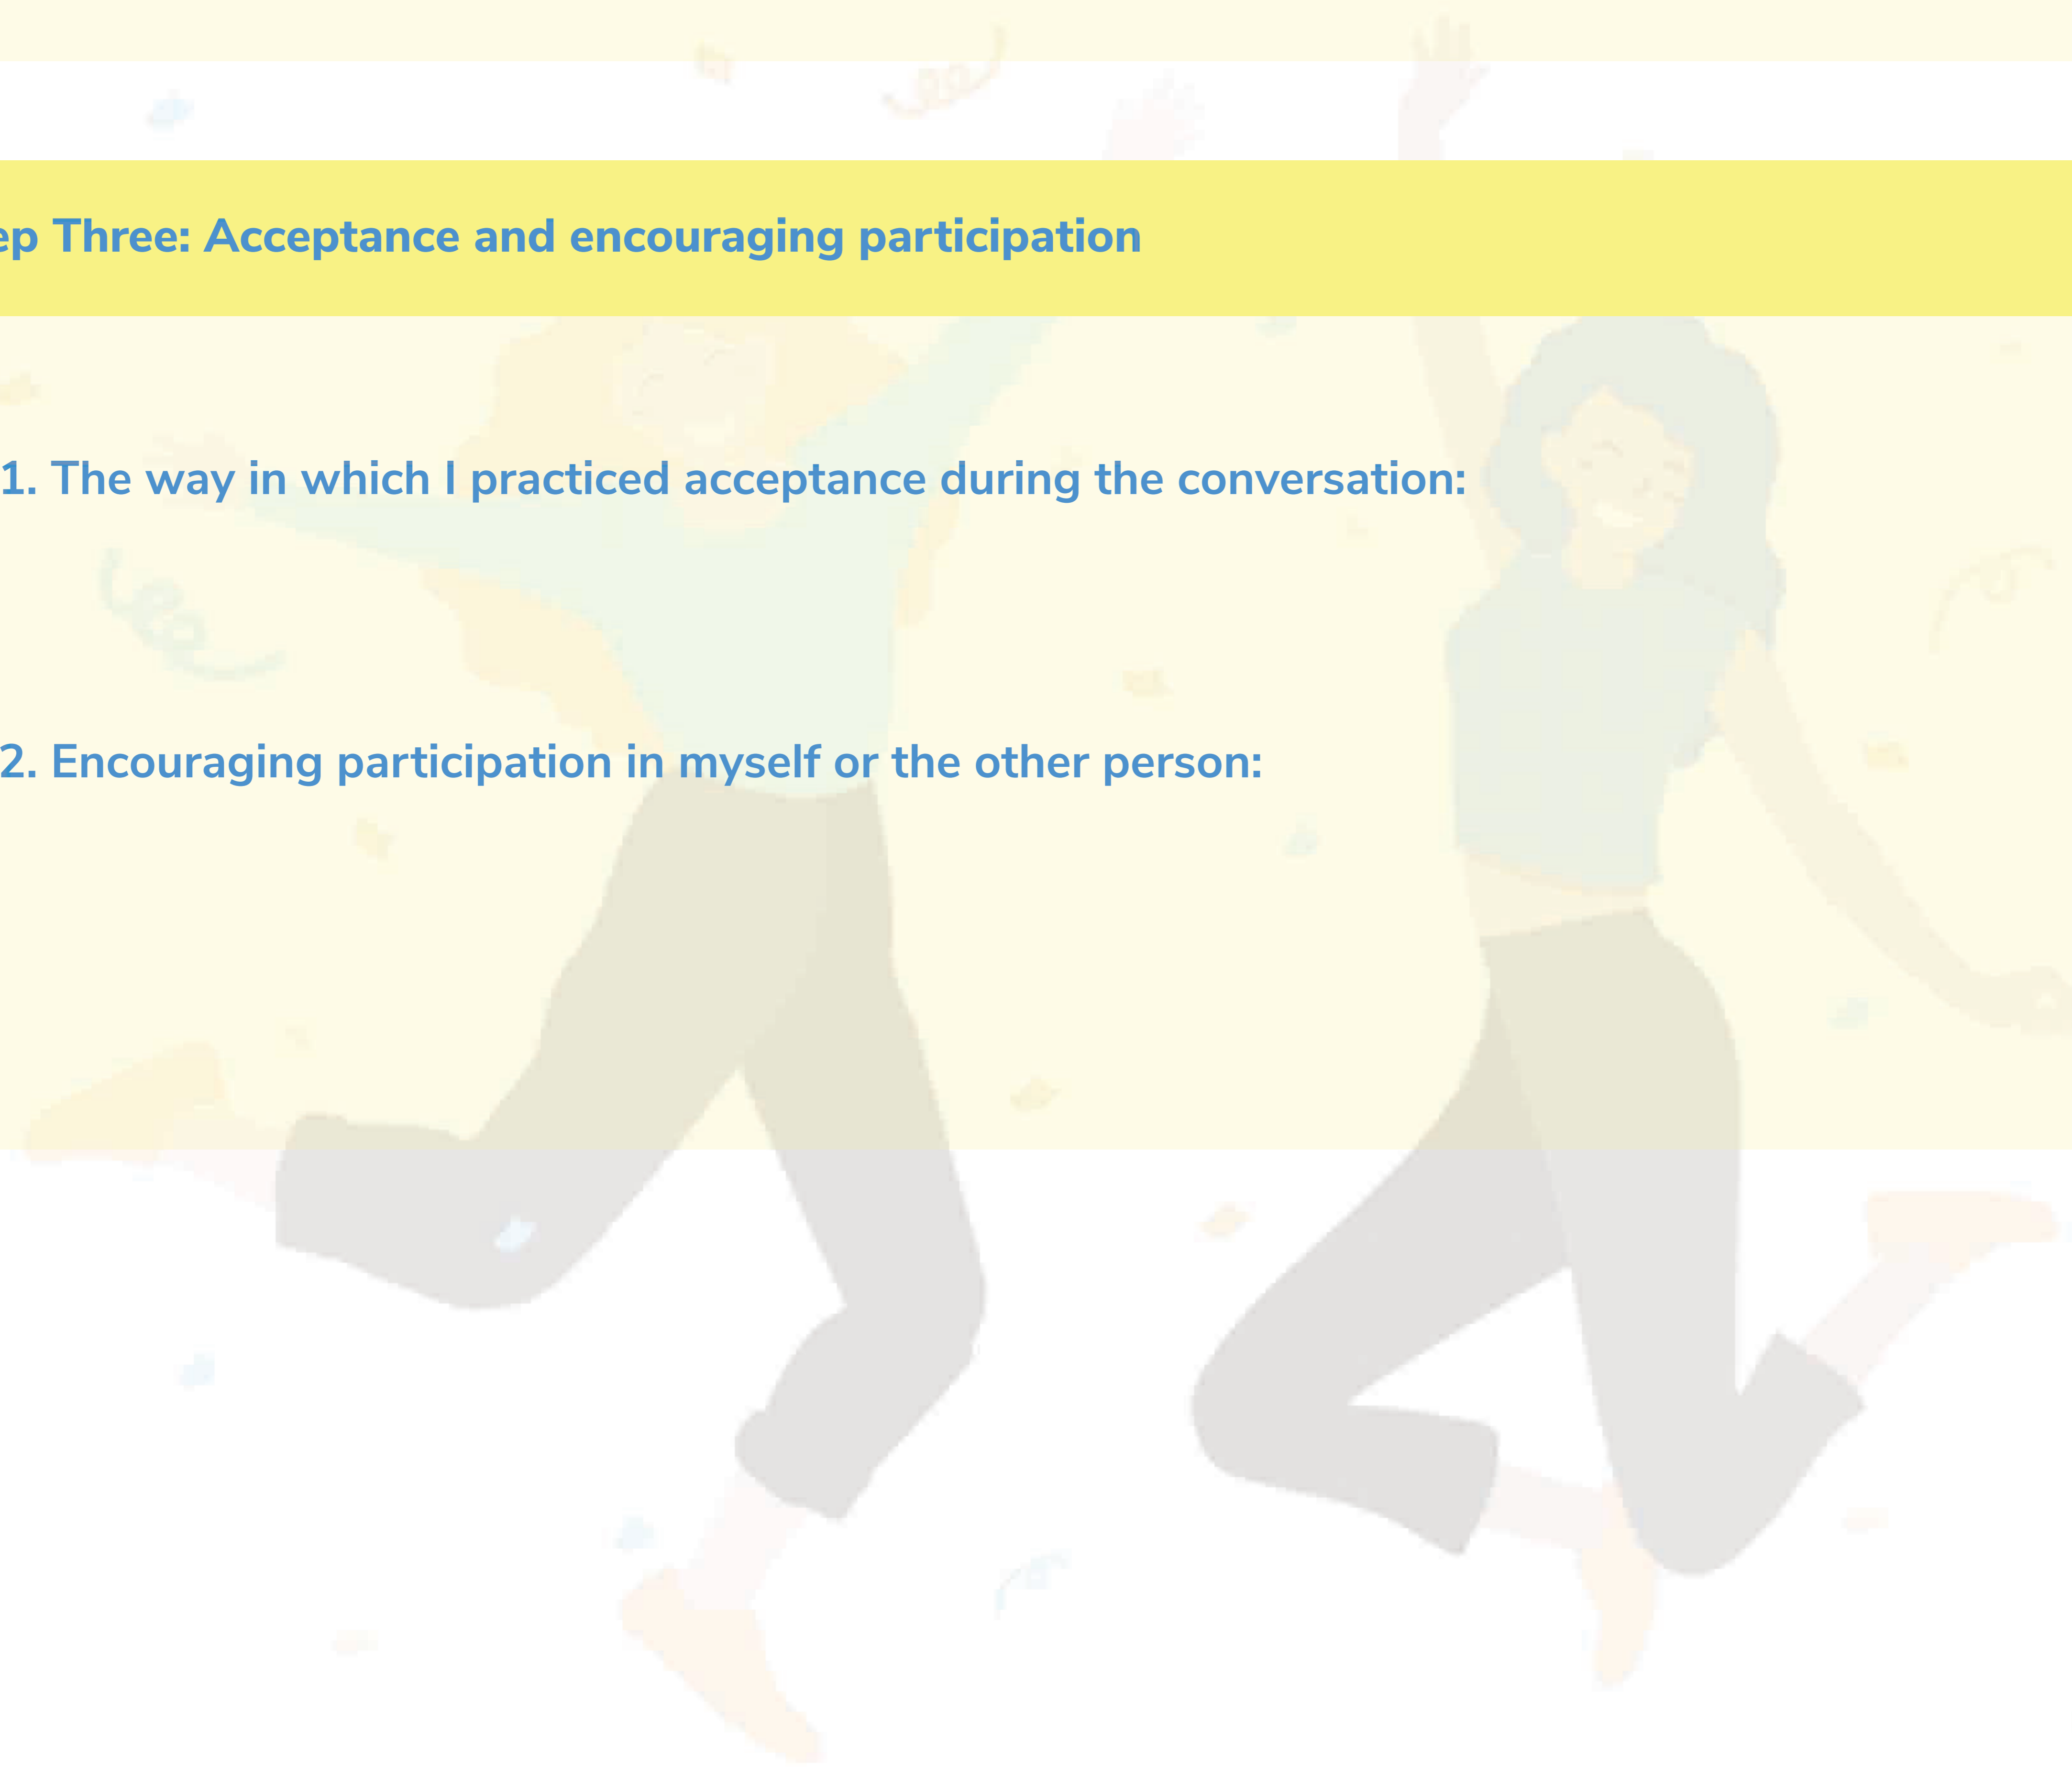 ep Three: Acceptance and encouraging participation
1. The way in which I practiced acceptance during the conversation:
2. Encouraging participation in myself or the other person: